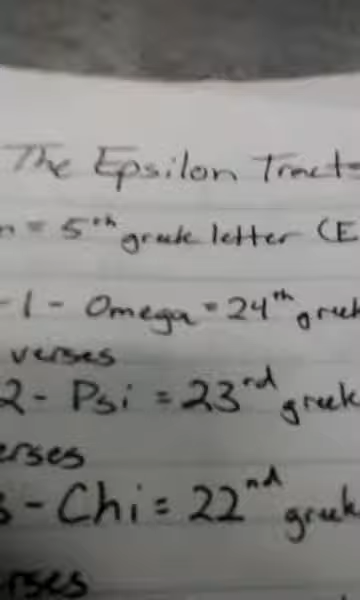 The Epsilon Tract
= 5th greek letter (E
-1- Omega = 24th greek
verses
2- Psi = 23rd greek
erses
- Chi = 22nd greek
erses